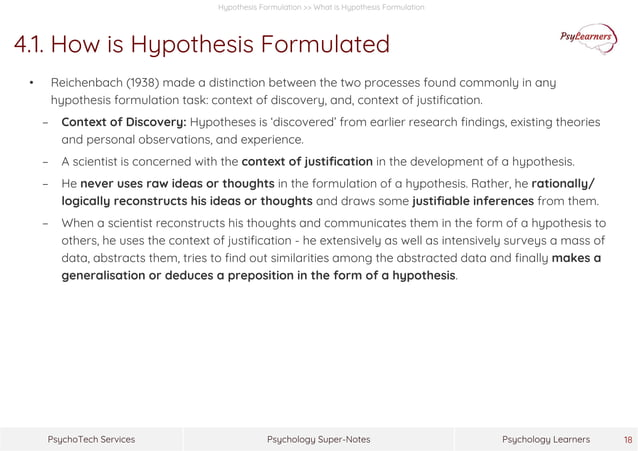 Hypothesis Formulation >> What is Hypothesis Formulation
4.1. How is Hypothesis Formulated
PsyLearners
• Reichenbach (1938) made a distinction between the two processes found commonly in any
hypothesis formulation task: context of discovery, and, context of justification.
– Context of Discovery: Hypotheses is ‘discovered’ from earlier research findings, existing theories
and personal observations, and experience.
– A scientist is concerned with the context of justification in the development of a hypothesis.
– He never uses raw ideas or thoughts in the formulation of a hypothesis. Rather, he rationally/
logically reconstructs his ideas or thoughts and draws some justifiable inferences from them.
– When a scientist reconstructs his thoughts and communicates them in the form of a hypothesis to
others, he uses the context of justification - he extensively as well as intensively surveys a mass of
data, abstracts them, tries to find out similarities among the abstracted data and finally makes a
generalisation or deduces a preposition in the form of a hypothesis.
PsychoTech Services
Psychology Super-Notes
Psychology Learners
18